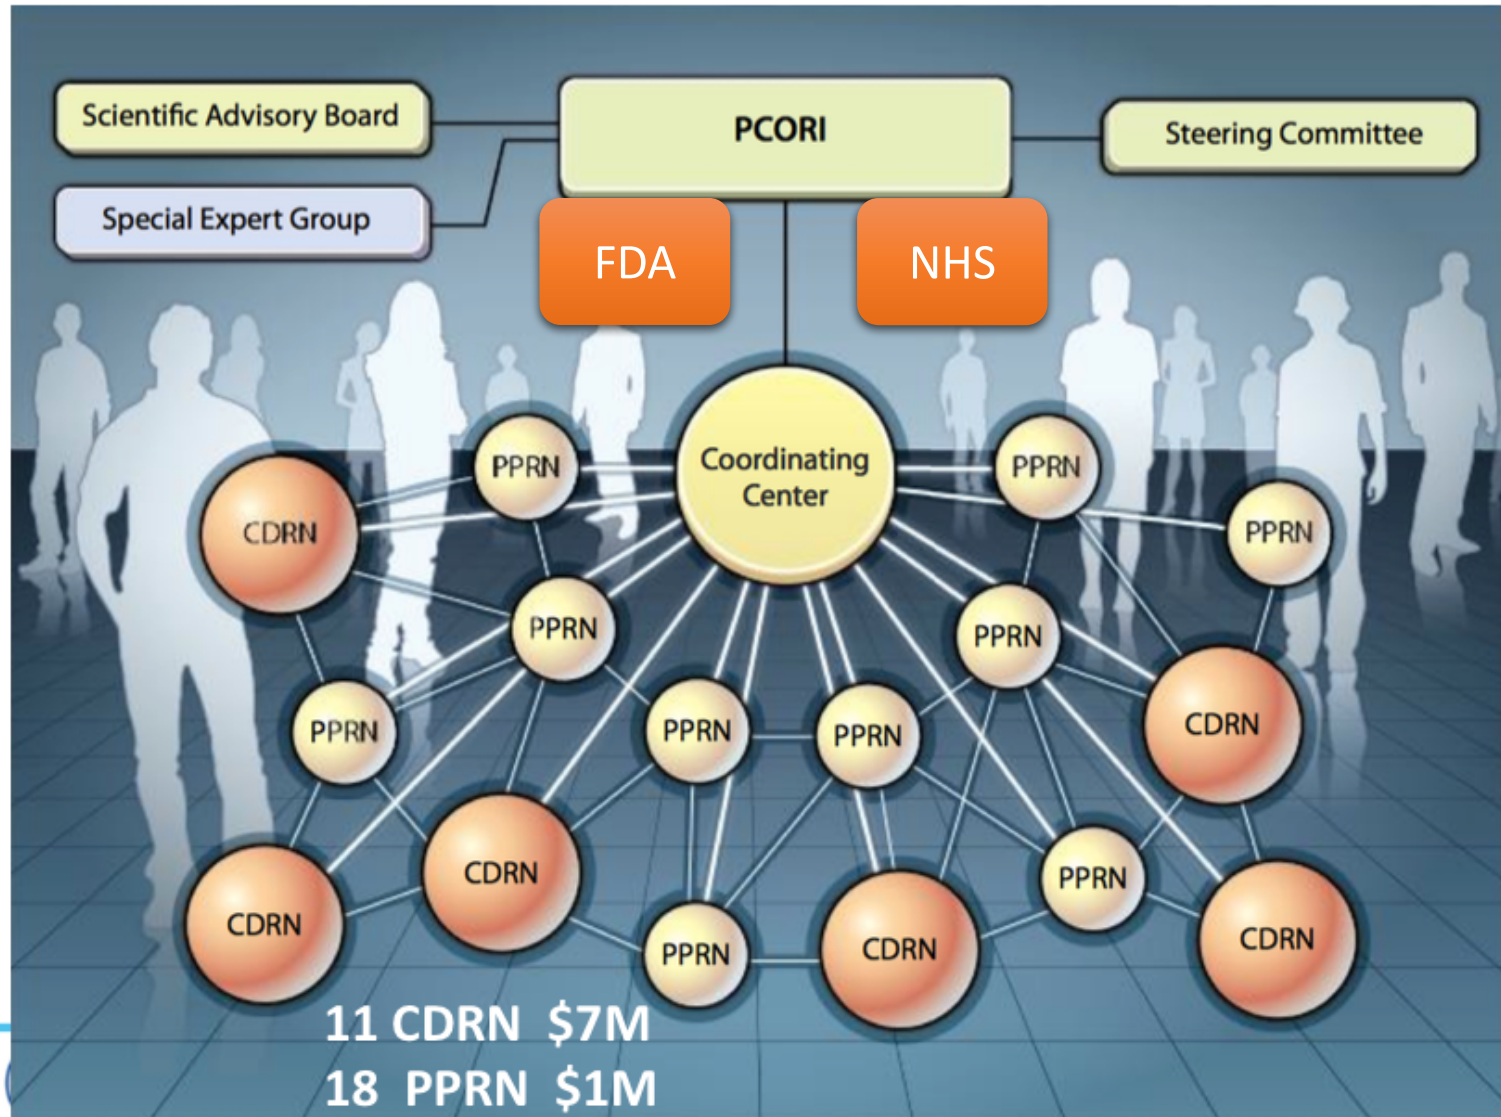 Scientific Advisory Board
PCORI
Steering Committee
Special Expert Group
FDA
NHS
Coordinating
Center
PPRN
PPRN
CDRN
PPRN
PPRN
PPRN
PPRN
PPRN
PPRN
CDRN
CDRN
PPRN
CDRN
PPRN
CDRN
CDRN
11 CDRN $7M
18 PPRN $1M